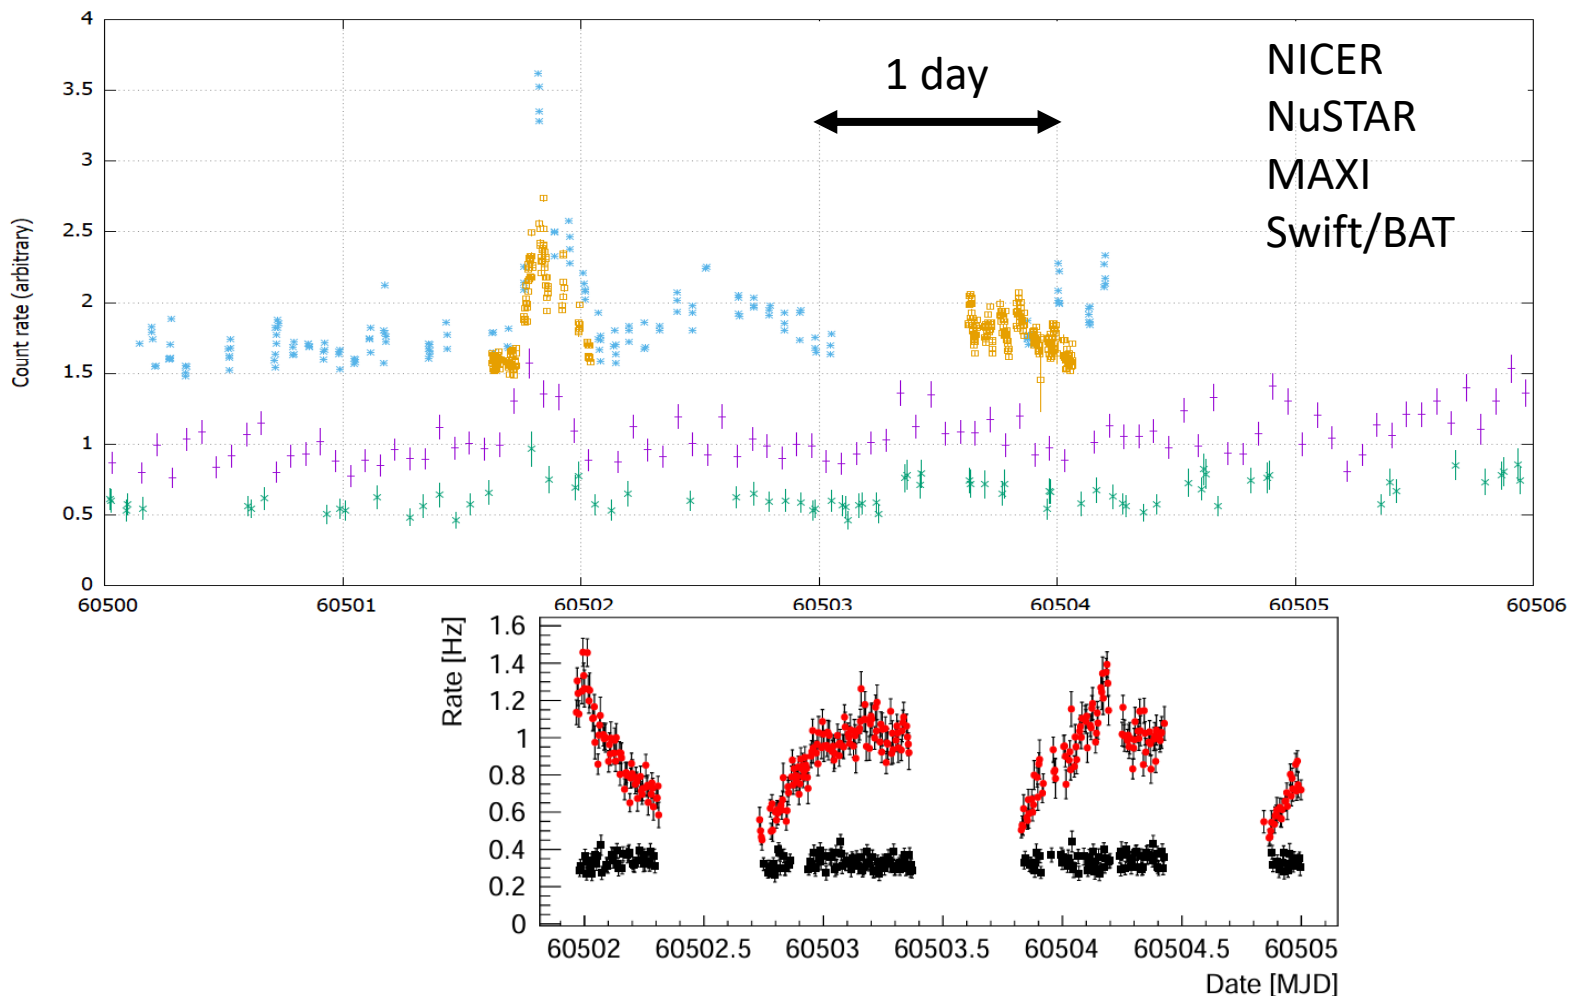 4
3.5
3
2.5
2
1.5
1
0.5
0
Count rate (arbitrary)
1 day
NICER
NuSTAR
MAXI
Swift/BAT
60500 60501 60502 60503 60504 60505 60506
1.6
1.4
1.2
1
0.8
0.6
0.4
0.2
0
Rate [Hz]
60502 60502.5 60503 60503.5 60504 60504.5 60505
Date [MJD]